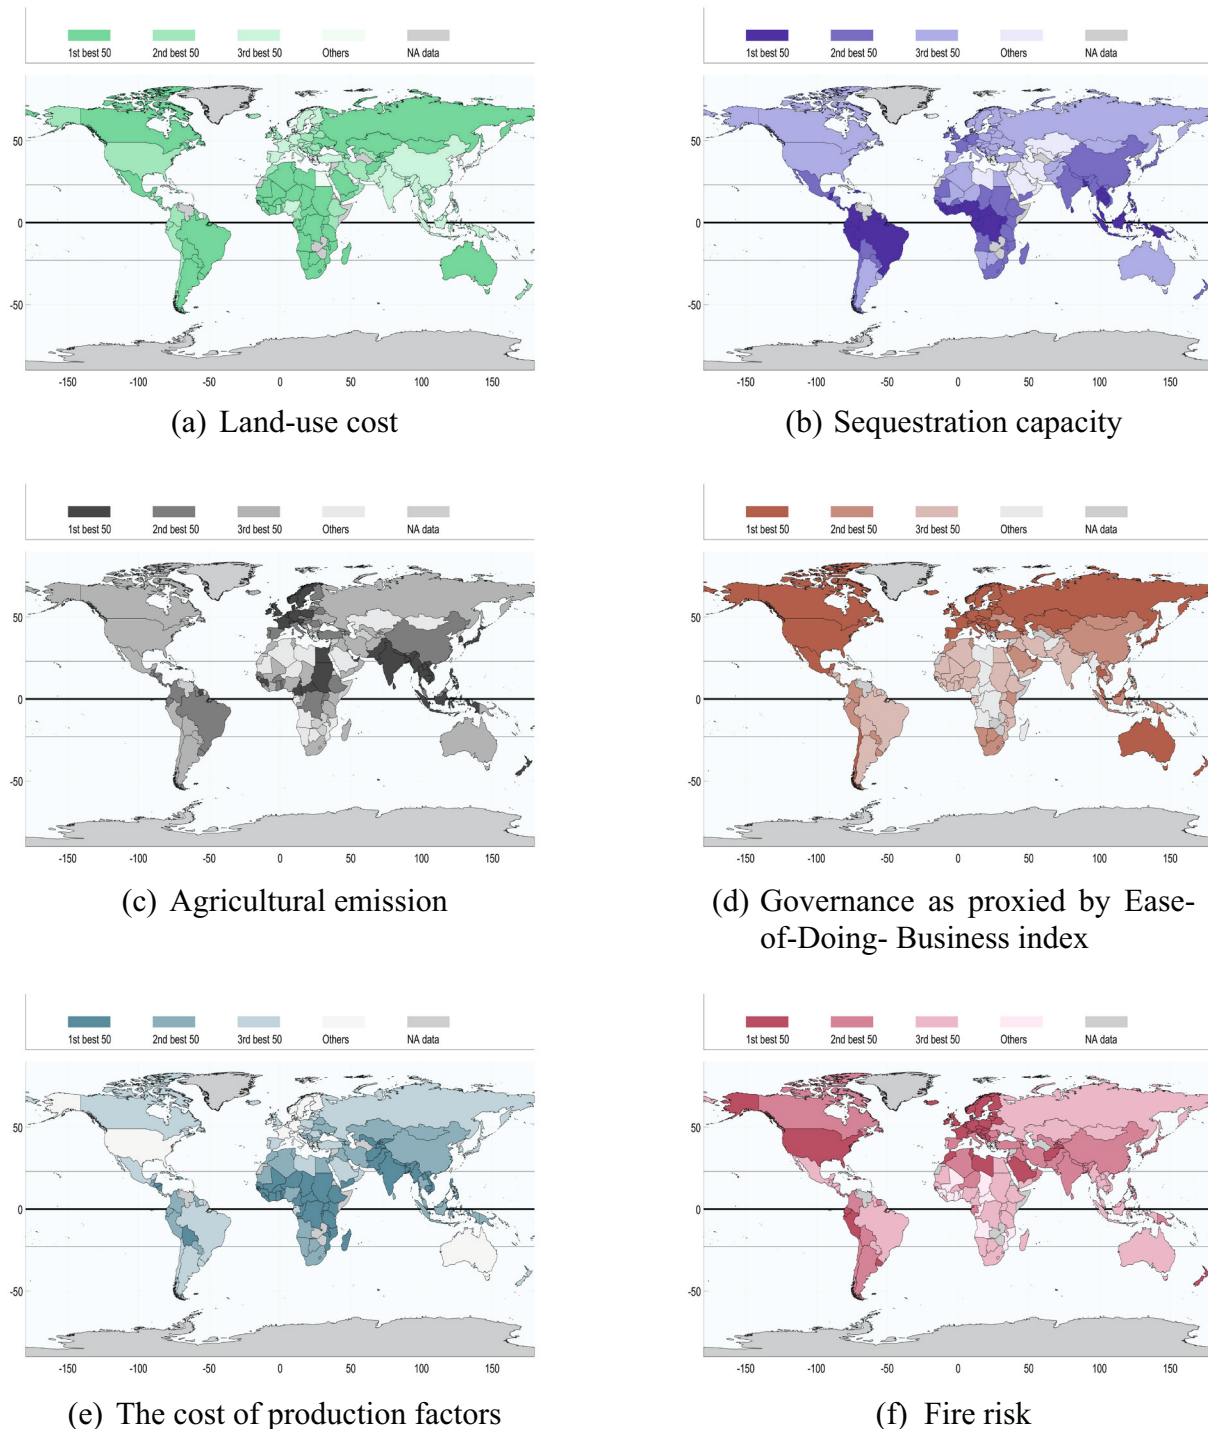 1st best 50 2nd best 50 3rd best 50 Others NA data
50
0
-50
-150 -100 -50 0 50 100 150
(a) Land-use cost
1st best 50 2nd best 50 3rd best 50 Others NA data
50
0
-50
-150 -100 -50 0 50 100 150
(b) Sequestration capacity
1st best 50 2nd best 50 3rd best 50 Others NA data
50
0
-50
-150 -100 -50 0 50 100 150
(c) Agricultural emission
1st best 50 2nd best 50 3rd best 50 Others NA data
50
0
-50
-150 -100 -50 0 50 100 150
(d) Governance as proxied by Ease-
of-Doing- Business index
1st best 50 2nd best 50 3rd best 50 Others NA data
50
0
-50
-150 -100 -50 0 50 100 150
(e) The cost of production factors
1st best 50 2nd best 50 3rd best 50 Others NA data
50
0
-50
-150 -100 -50 0 50 100 150
(f) Fire risk